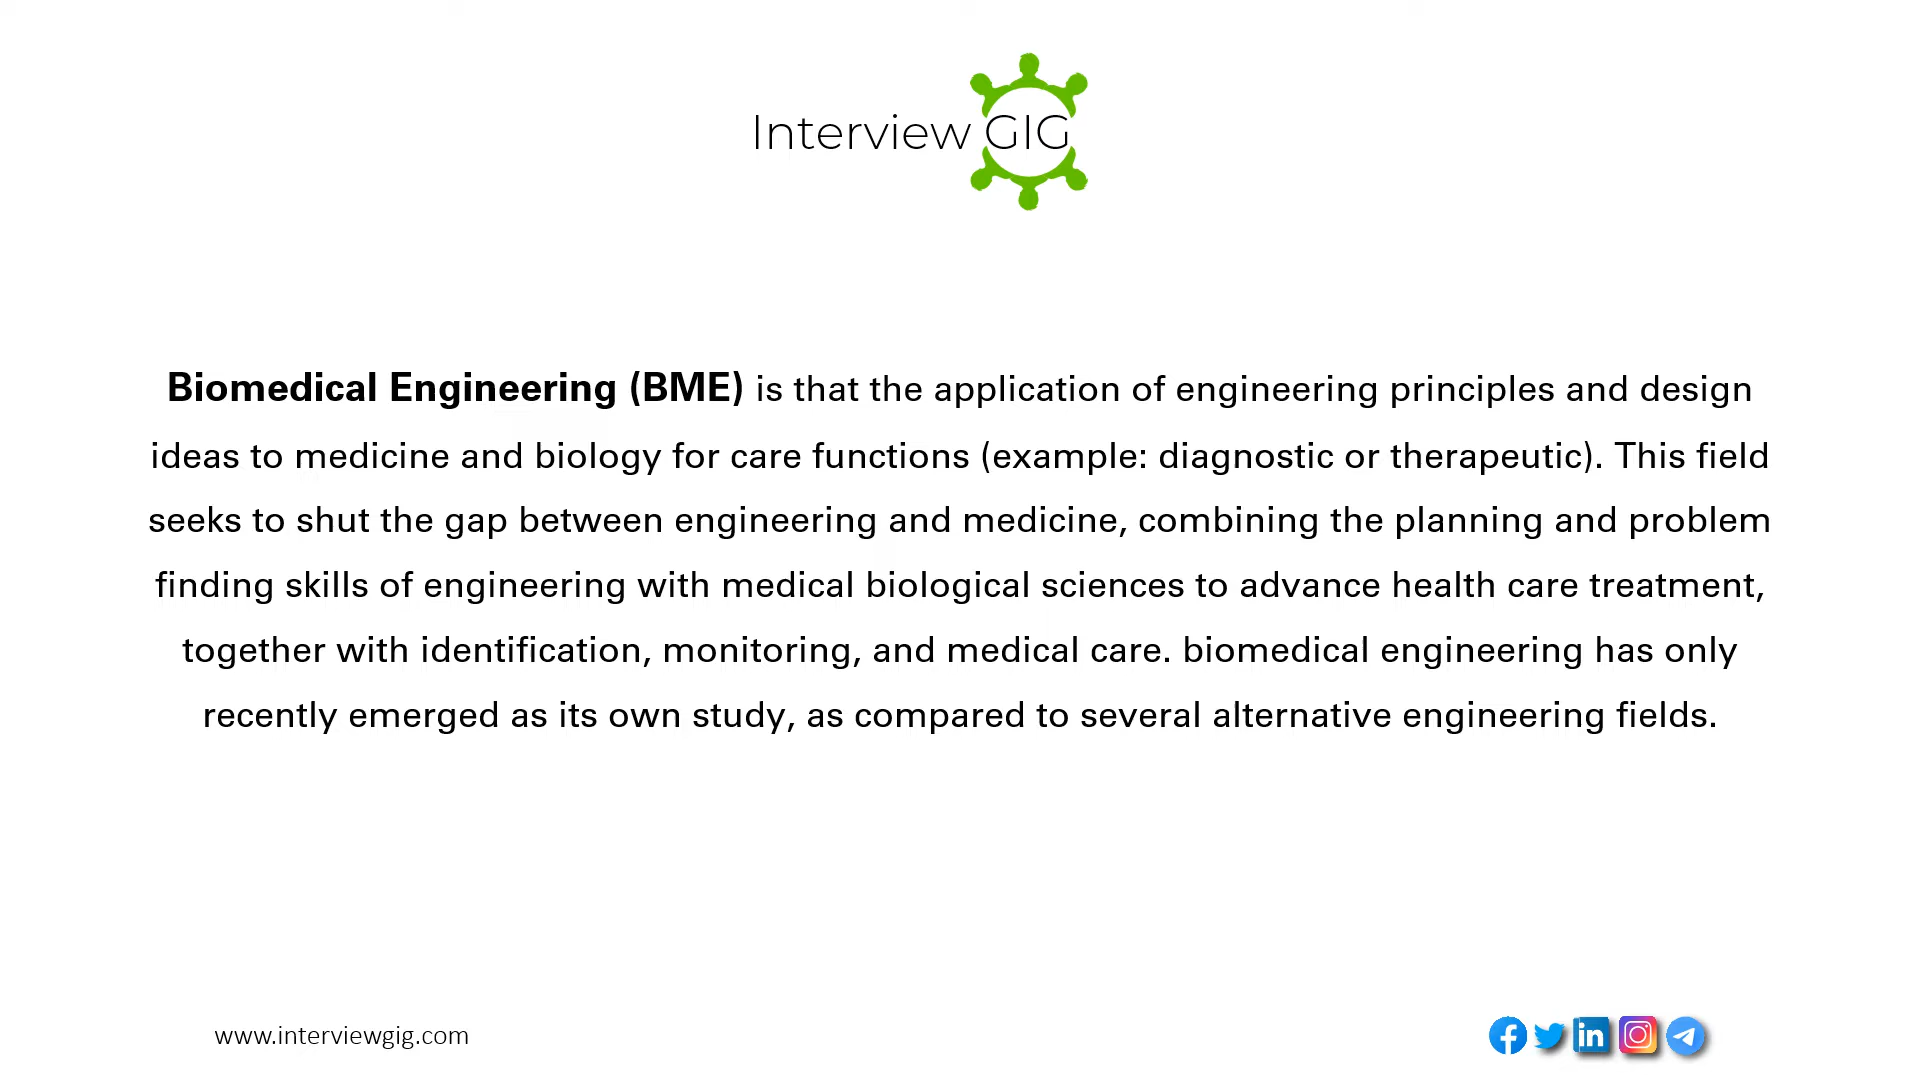 Interview GIG
Biomedical Engineering (BME) is that the application of engineering principles and design
ideas to medicine and biology for care functions (example: diagnostic or therapeutic). This field
seeks to shut the gap between engineering and medicine, combining the planning and problem
finding skills of engineering with medical biological sciences to advance health care treatment,
together with identification, monitoring, and medical care. biomedical engineering has only
recently emerged as its own study, as compared to several alternative engineering fields.
www.interviewgig.com